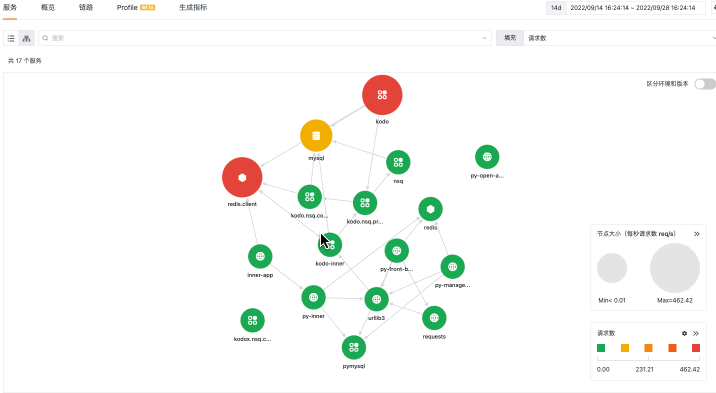 服务 概览 链路 Profile BETA 生成指标
14d 2022/09/14 16:24:14 ~ 2022/09/28 16:24:14
搜索 填充 请求数
共 17 个服务
区分环境和版本
kodo
mysql
nsq
py-open-a...
redis.client
kodo.nsq.co...
kodo.nsq.pr...
redis
kodo-inner
inner-app
py-front-b...
py-manage...
py-inner
urllib3
requests
kodox.nsq.c...
pymysql
节点大小（每秒请求数 req/s）
Min< 0.01 Max=462.42
请求数
0.00 231.21 462.42